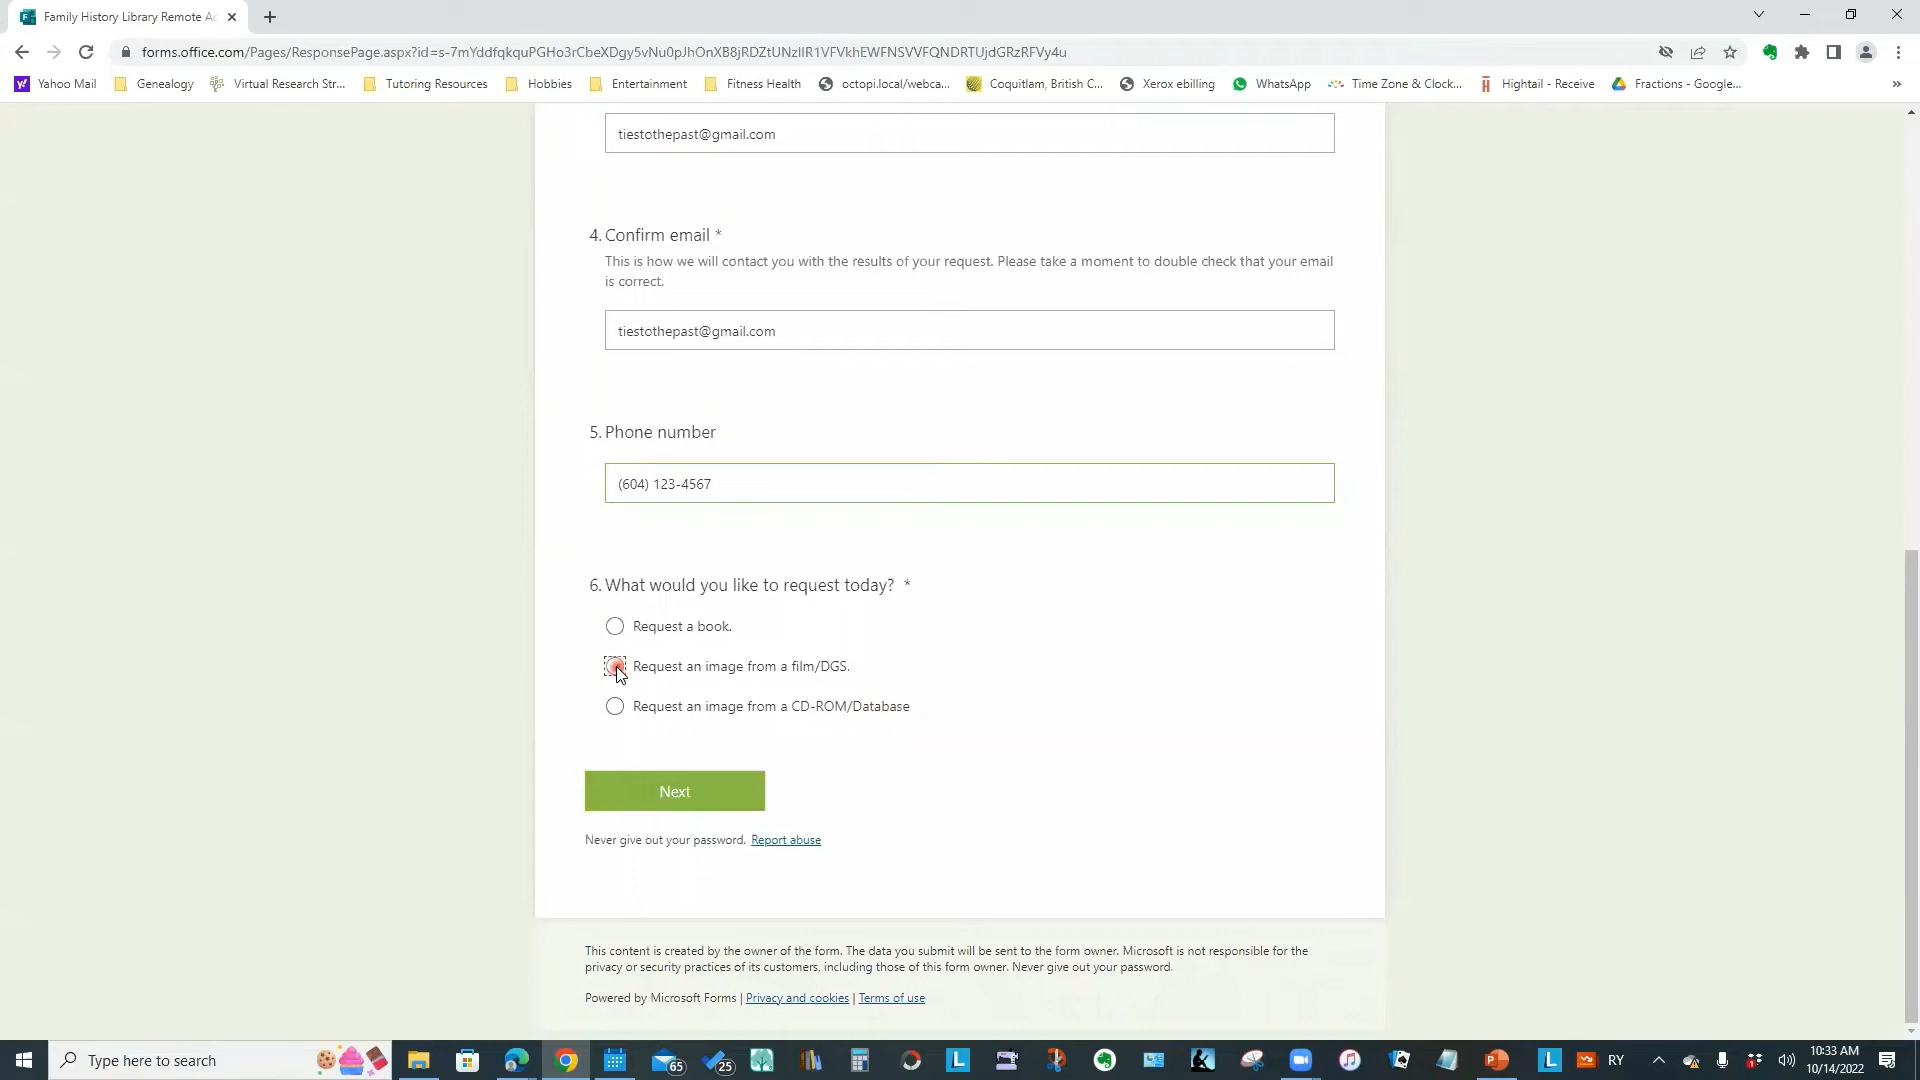 Family History Library Remote Ac
forms.office.com/Pages/ResponsePage.aspx?id=s-7mYddfqkquPGHo3rCbeXDgy5vNu0pJhOnXB8jRDZtUNzlIR1VFVkhEWFNSVVFQNDRTUjdGRzRFVy4u
Yahoo Mail Genealogy Virtual Research Str... Tutoring Resources Hobbies Entertainment Fitness Health octopi.local/webca... Coquitlam, British C... Xerox ebilling WhatsApp Time Zone & Clock... Hightail - Receive Fractions - Google... »
tiestothepast@gmail.com
4. Confirm email *
This is how we will contact you with the results of your request. Please take a moment to double check that your email
is correct.
tiestothepast@gmail.com
5. Phone number
(604) 123-4567
6. What would you like to request today? *
Request a book.
Request an image from a film/DGS.
Request an image from a CD-ROM/Database
Next
Never give out your password. Report abuse
This content is created by the owner of the form. The data you submit will be sent to the form owner. Microsoft is not responsible for the
privacy or security practices of its customers, including those of this form owner. Never give out your password.
Powered by Microsoft Forms | Privacy and cookies | Terms of use
Type here to search
65
25
RY
10:33 AM
10/14/2022